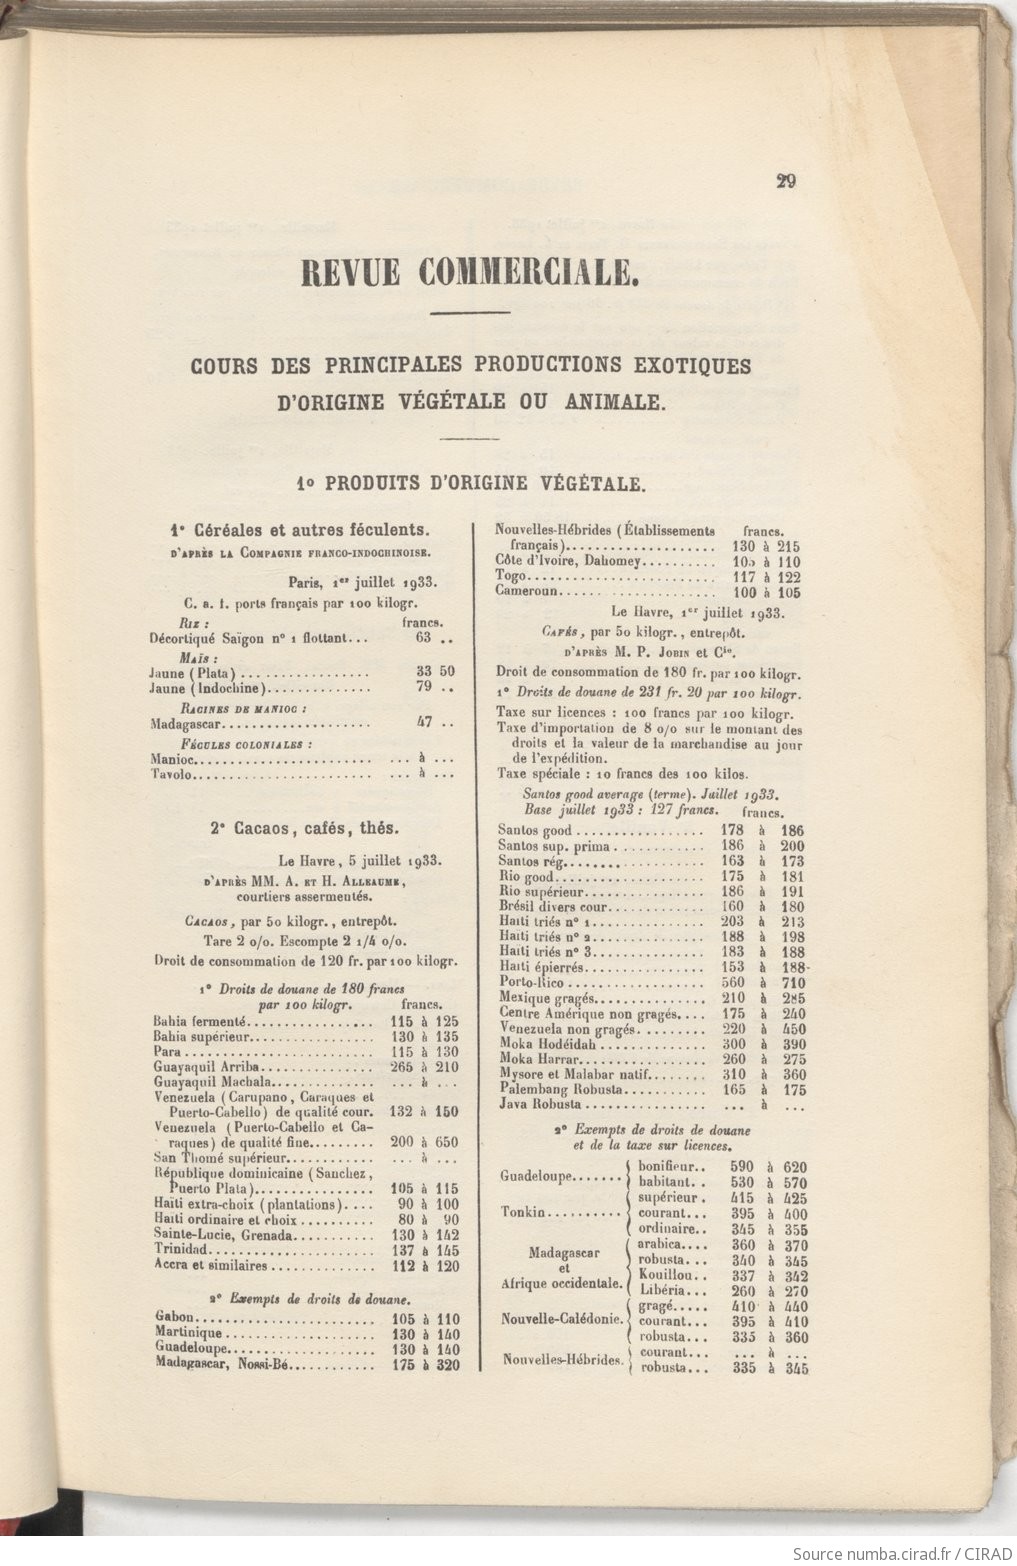 29
REVUE COMMERCIALE.
COURS DES PRINCIPALES PRODUCTIONS EXOTIQUES
D'ORIGINE VÉGÉTALE OU ANIMALE.
1o PRODUITS D'ORIGINE VÉGÉTALE.
1° Céréales et autres féculents.
D'APRÈS LA COMPAGNIE FRANCO-INDOCHINOISE.
Paris, 1er juillet 1933.
C. a. f. ports français par 100 kilogr.
RIZ : francs.
Décortiqué Saïgon n° 1 flottant... 63 ..
MAÏS :
Jaune (Plata) ................. 33 50
Jaune (Indochine).............. 79 ..
RACINES DE MANIOC :
Madagascar.................... 47 ..
FÉCULES COLONIALES :
Manioc........................ ... à ...
Tavolo........................ ... à ...
2° Cacaos, cafés, thés.
Le Havre, 5 juillet 1933.
D'APRÈS MM. A. ET H. ALLEAUME,
courtiers assermentés.
CACAOS, par 50 kilogr., entrepôt.
Tare 2 o/o. Escompte 2 1/4 o/o.
Droit de consommation de 120 fr. par 100 kilogr.
1° Droits de douane de 180 francs
par 100 kilogr. francs.
Bahia fermenté................. 115 à 125
Bahia supérieur................. 130 à 135
Para ......................... 115 à 130
Guayaquil Arriba............... 265 à 210
Guayaquil Machala.............. ... à ...
Venezuela (Carupano, Caraques et
Puerto-Cabello) de qualité cour. 132 à 150
Venezuela (Puerto-Cabello et Ca-
raques) de qualité fine......... 200 à 650
San Thomé supérieur............ ... à ...
République dominicaine (Sanchez,
Puerto Plata)................ 105 à 115
Haïti extra-choix (plantations).... 90 à 100
Haïti ordinaire et choix .......... 80 à 90
Sainte-Lucie, Grenada........... 130 à 142
Trinidad...................... 137 à 145
Accra et similaires .............. 112 à 120
2° Exempts de droits de douane.
Gabon........................ 105 à 110
Martinique .................... 130 à 140
Guadeloupe.................... 130 à 140
Madagascar, Nossi-Bé............ 175 à 320
Nouvelles-Hébrides (Établissements francs.
français).................... 130 à 215
Côte d'Ivoire, Dahomey.......... 105 à 110
Togo......................... 117 à 122
Cameroun..................... 100 à 105
Le Havre, 1er juillet 1933.
CAFÉS, par 50 kilogr., entrepôt.
D'APRÈS M. P. JOBIN et Cie.
Droit de consommation de 180 fr. par 100 kilogr.
1° Droits de douane de 231 fr. 20 par 100 kilogr.
Taxe sur licences : 100 francs par 100 kilogr.
Taxe d'importation de 8 o/o sur le montant des
droits et la valeur de la marchandise au jour
de l'expédition.
Taxe spéciale : 10 francs des 100 kilos.
Santos good average (terme). Juillet 1933.
Base juillet 1933 : 127 francs. francs.
Santos good ................. 178 à 186
Santos sup. prima ............ 186 à 200
Santos rég................... 163 à 173
Rio good.................... 175 à 181
Rio supérieur................ 186 à 191
Brésil divers cour............. 160 à 180
Haïti triés n° 1............... 203 à 213
Haïti triés n° 2............... 188 à 198
Haïti triés n° 3............... 183 à 188
Haïti épierrés................ 153 à 188
Porto-Rico .................. 560 à 710
Mexique gragés............... 210 à 285
Centre Amérique non gragés.... 175 à 240
Venezuela non gragés. ......... 220 à 450
Moka Hodéidah .............. 300 à 390
Moka Harrar................. 260 à 275
Mysore et Malabar natif........ 310 à 360
Palembang Robusta........... 165 à 175
Java Robusta ................ ... à ...
2° Exempts de droits de douane
et de la taxe sur licences.
Guadeloupe....... bonifieur.. 590 à 620
habitant. . 530 à 570
Tonkin.......... supérieur . 415 à 425
courant... 395 à 400
ordinaire.. 345 à 355
Madagascar et Afrique occidentale. arabica.... 360 à 370
robusta... 340 à 345
Kouillou.. 337 à 342
Libéria... 260 à 270
Nouvelle-Calédonie. gragé..... 410 à 440
courant... 395 à 410
robusta... 335 à 360
Nouvelles-Hébrides. courant... ... à ...
robusta... 335 à 345
Source numba.cirad.fr / CIRAD